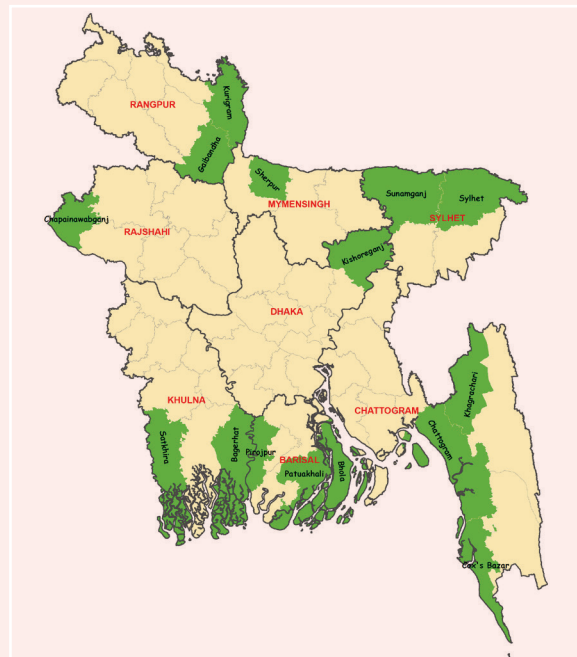 RANGPUR
Kurigram
Gaibandha
Sherpur
MYMENSINGH
Sunamganj
Sylhet
SYLHET
Chapainawabganj
RAJSHAHI
Kishoreganj
DHAKA
KHULNA
CHATTOGRAM
Khagrachari
Chattogram
Satkhira
Bagerhat
Pirojpur
BARISAL
Patuakhali
Bhola
Cox's Bazar